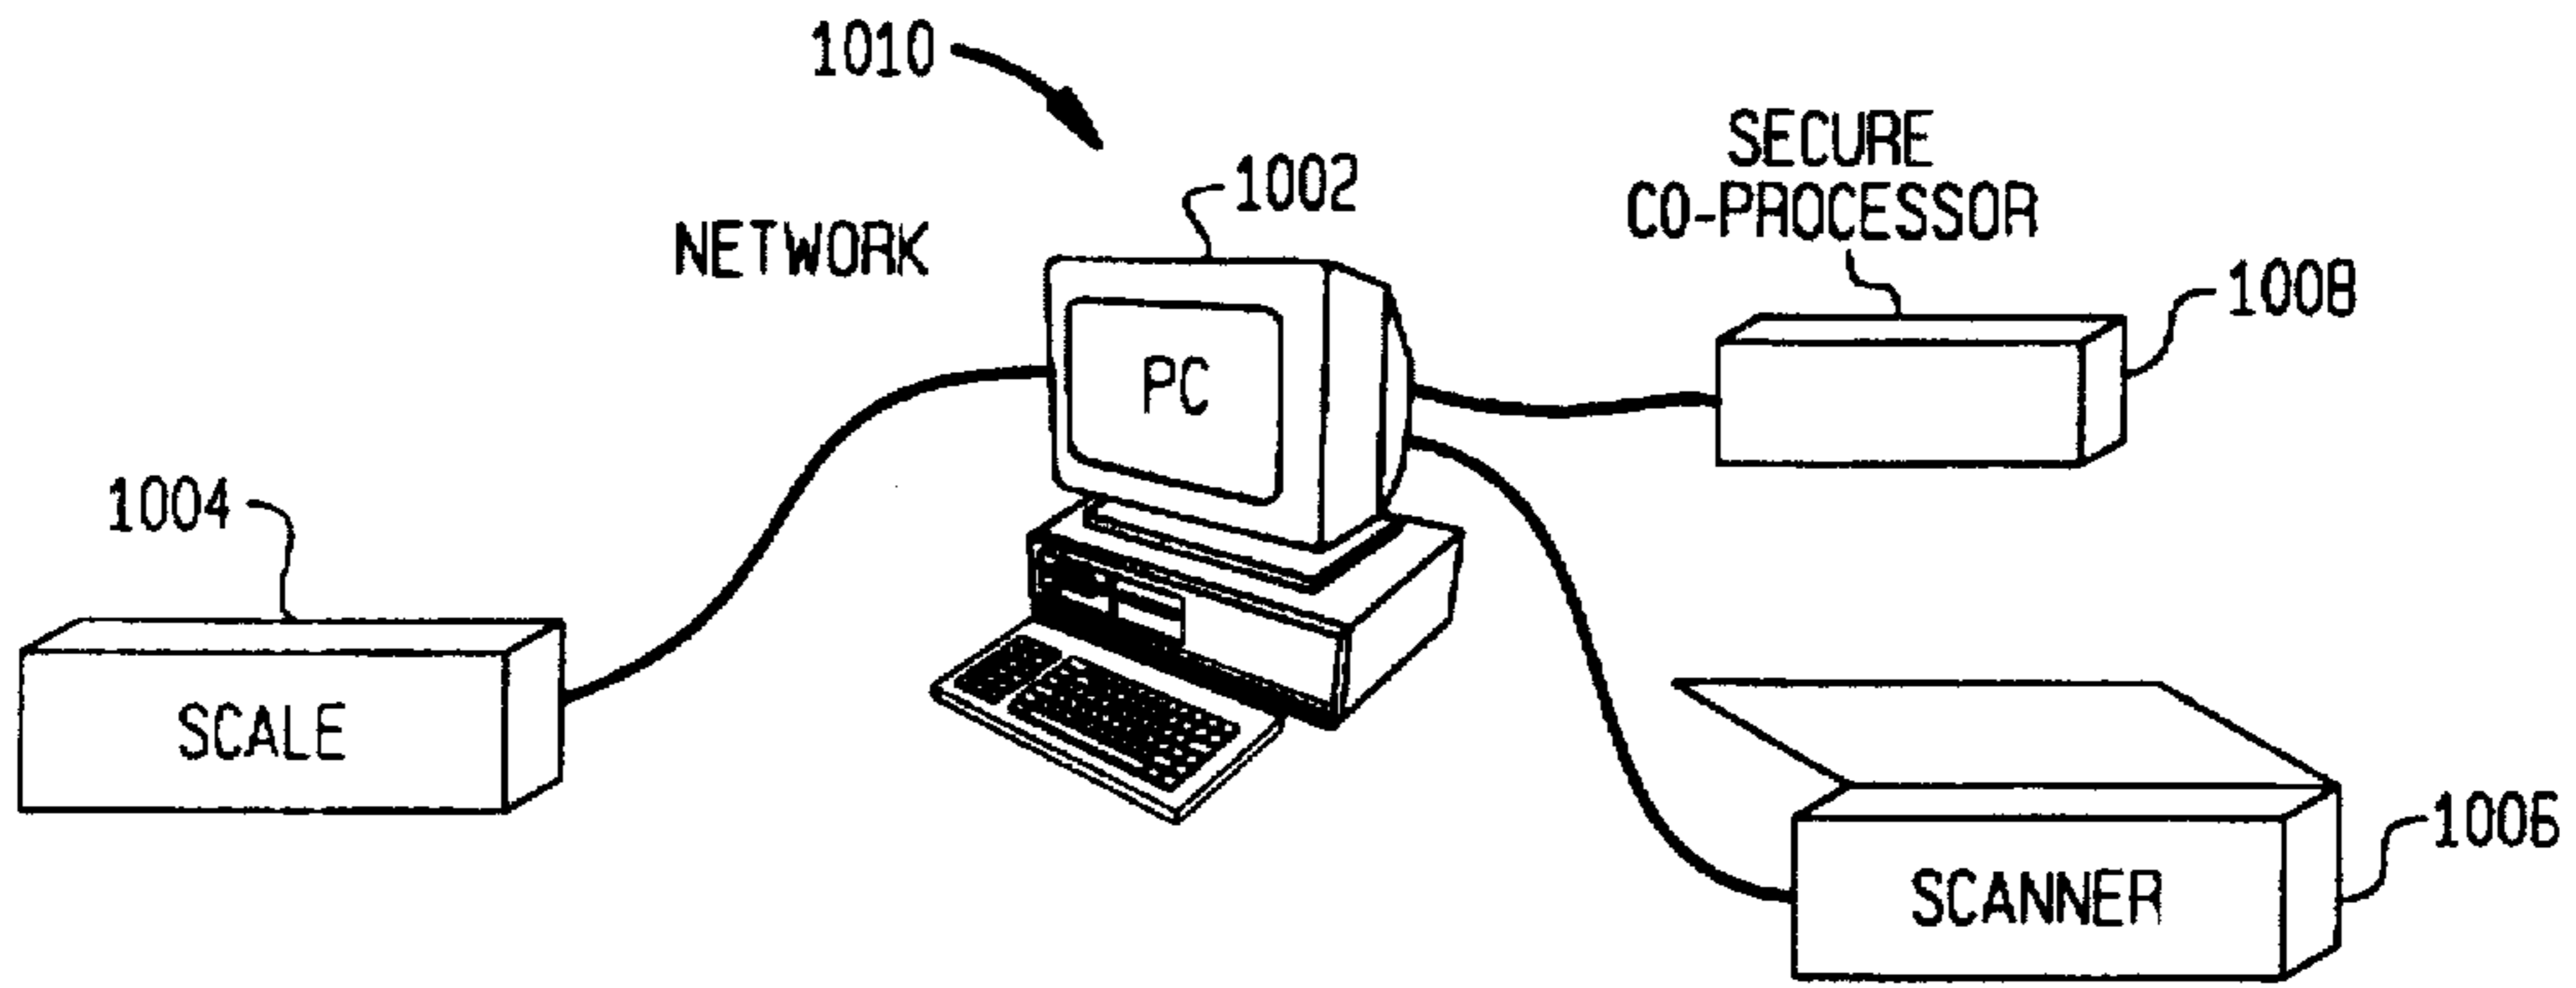 1010
SECURE
CO-PROCESSOR
1002
NETWORK
1008
PC
1004
SCALE
1006
SCANNER